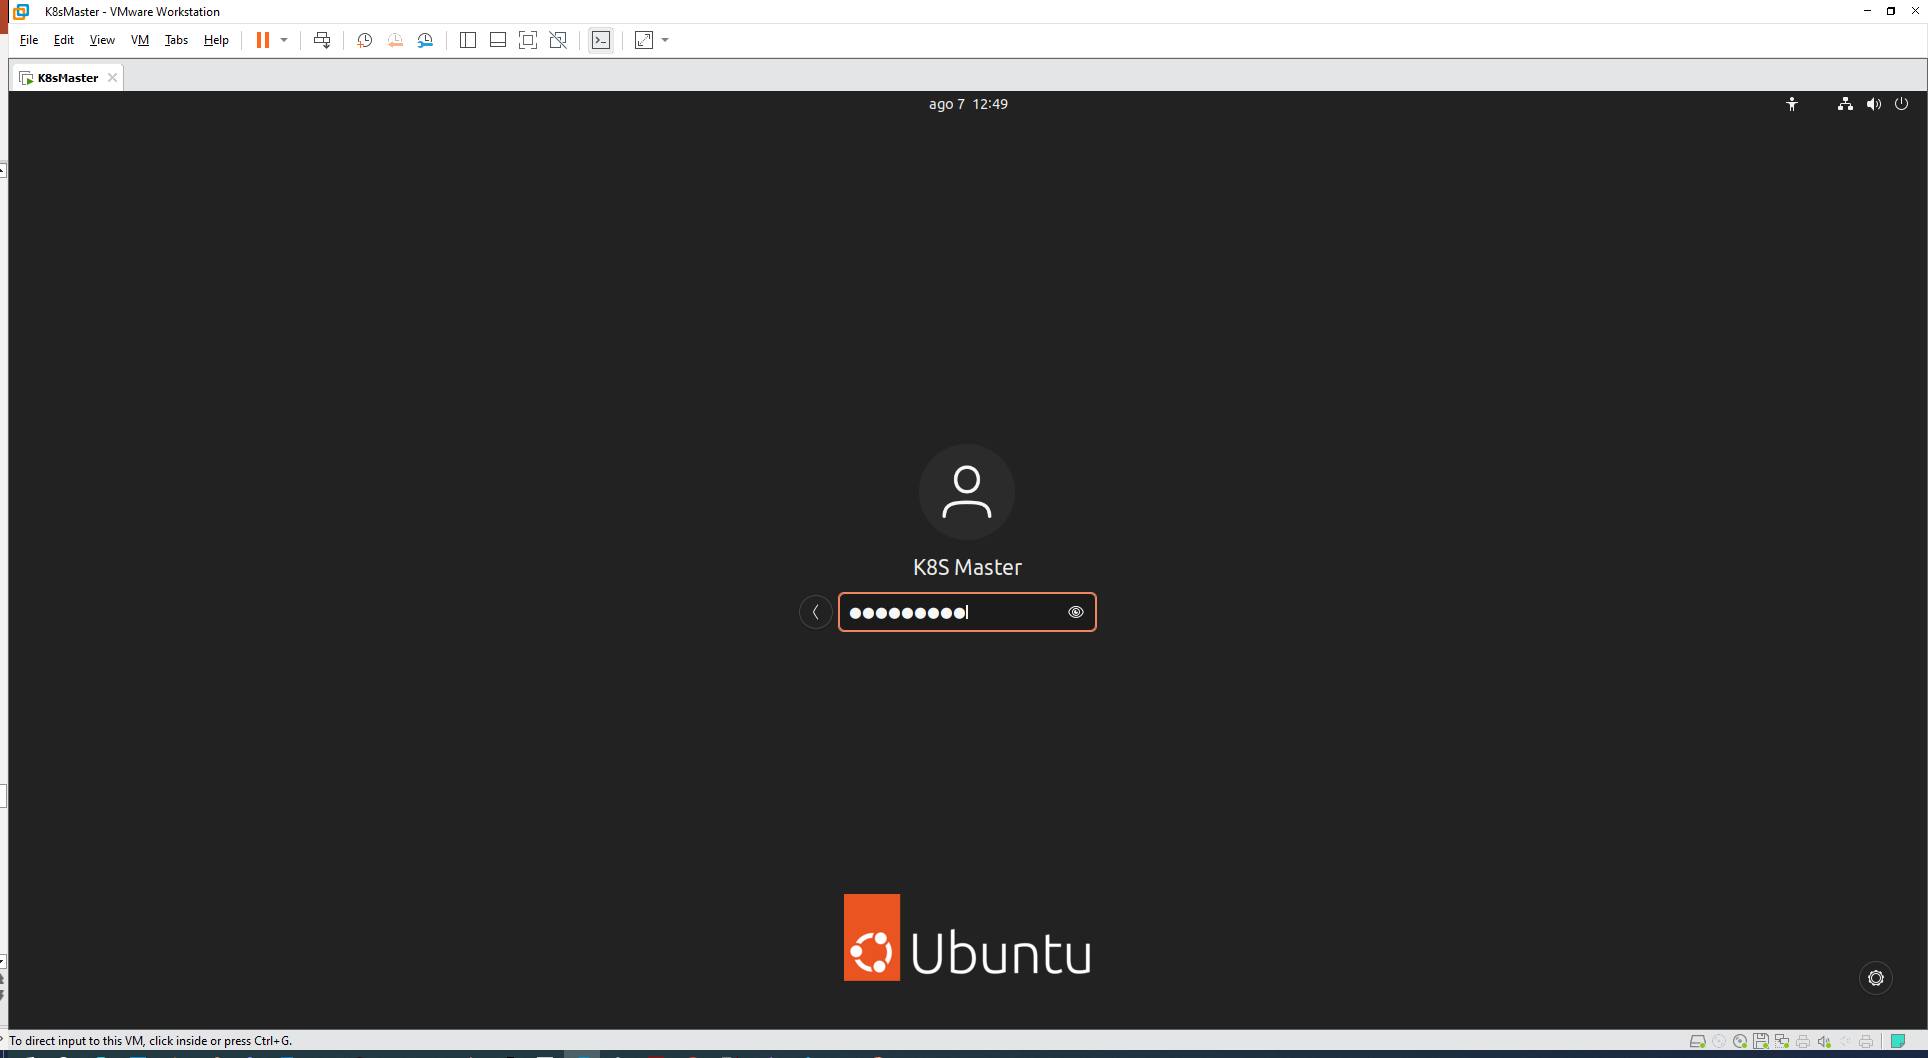 K8sMaster - VMware Workstation
File Edit View VM Tabs Help
K8sMaster
ago 7 12:49
K8S Master
Ubuntu
To direct input to this VM, click inside or press Ctrl+G.